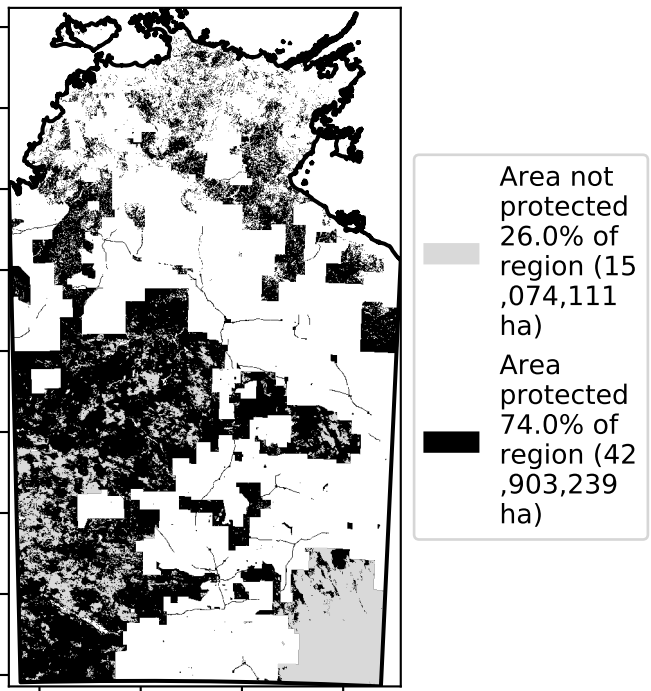 Area not
protected
26.0% of
region (15
,074,111
ha)
Area
protected
74.0% of
region (42
,903,239
ha)